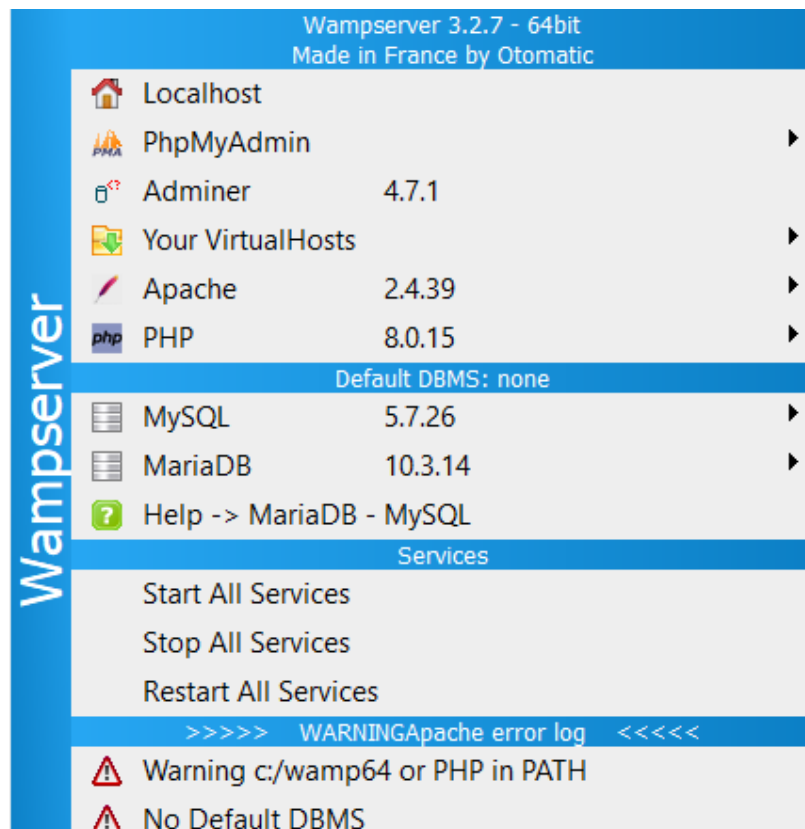 Wampserver 3.2.7 - 64bit
Made in France by Otomatic
Wampserver
Localhost
PhpMyAdmin
Adminer 4.7.1
Your VirtualHosts
Apache 2.4.39
PHP 8.0.15
Default DBMS: none
MySQL 5.7.26
MariaDB 10.3.14
Help -> MariaDB - MySQL
Services
Start All Services
Stop All Services
Restart All Services
>>>>> WARNINGApache error log <<<<<
Warning c:/wamp64 or PHP in PATH
No Default DBMS